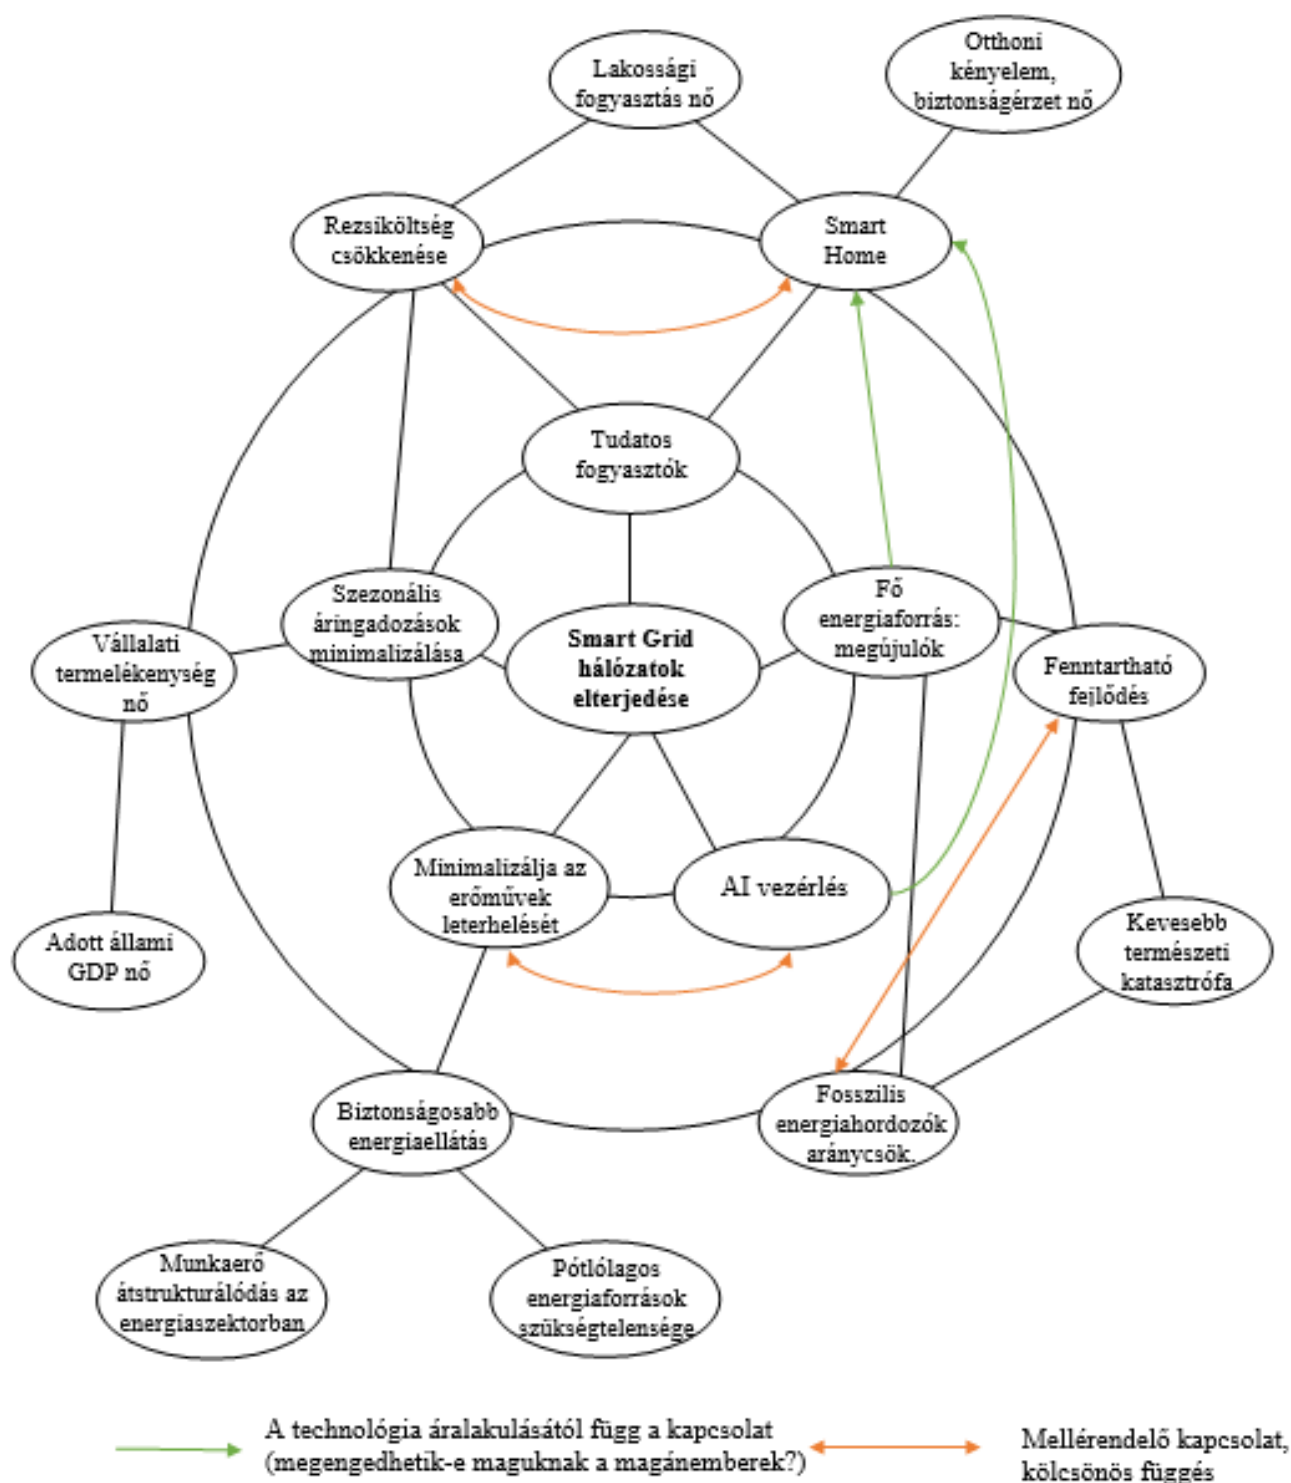 Lakossági
fogyasztás nő
Otthoni
kényelem,
biztonságérzet nő
Rezsiköltség
csökkenése
Smart
Home
Tudatos
fogyasztók
Szezonális
áringadozások
minimalizálása
Smart Grid
hálózatok
elterjedése
Fő
energiaforrás:
megújulók
Vállalati
termelékenység
nő
Fenntartható
fejlődés
Minimalizálja az
erőművek
leterhelését
AI vezérlés
Adott állami
GDP nő
Kevesebb
természeti
katasztrófa
Biztonságosabb
energiaellátás
Fosszilis
energiahordozók
aránycsök.
Munkaerő
átstrukturálódás az
energiaszektorban
Pótlólagos
energiaforrások
szükségtelensége
A technológia áralakulásától függ a kapcsolat
(megengedhetik-e maguknak a magánemberek?)
Mellérendelő kapcsolat,
kölcsönös függés